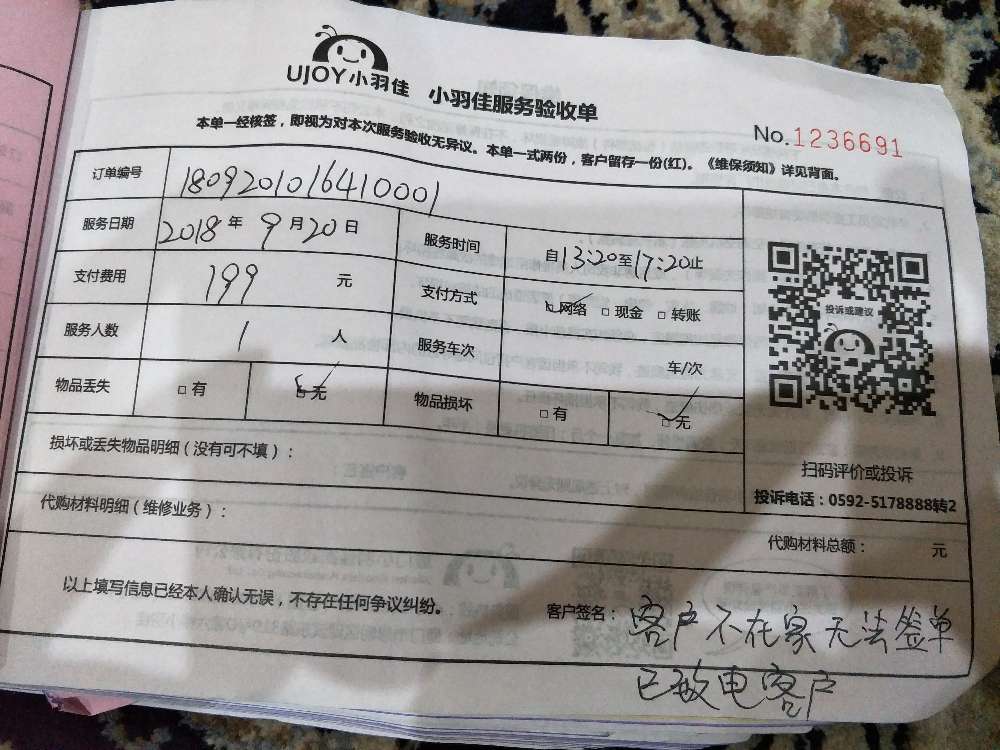 UJOY小羽佳 小羽佳服务验收单
No.1236691
本单一经核签，即视为对本次服务验收无异议。本单一式两份，客户留存一份(红)。《维保须知》详见背面。
订单编号 1809201016410001
服务日期 2018年9月20日 服务时间 自13:20至17:20止
支付费用 199 元 支付方式 网络 现金 转账
服务人数 1 人 服务车次 车/次
物品丢失 有 无 物品损坏 有 无
投诉或建议
扫码评价或投诉
投诉电话：0592-5178888转2
损坏或丢失物品明细（没有可不填）：
代购材料明细（维修业务）：
代购材料总额： 元
以上填写信息已经本人确认无误，不存在任何争议纠纷。
客户签名：客户不在家无法签单
已致电客户